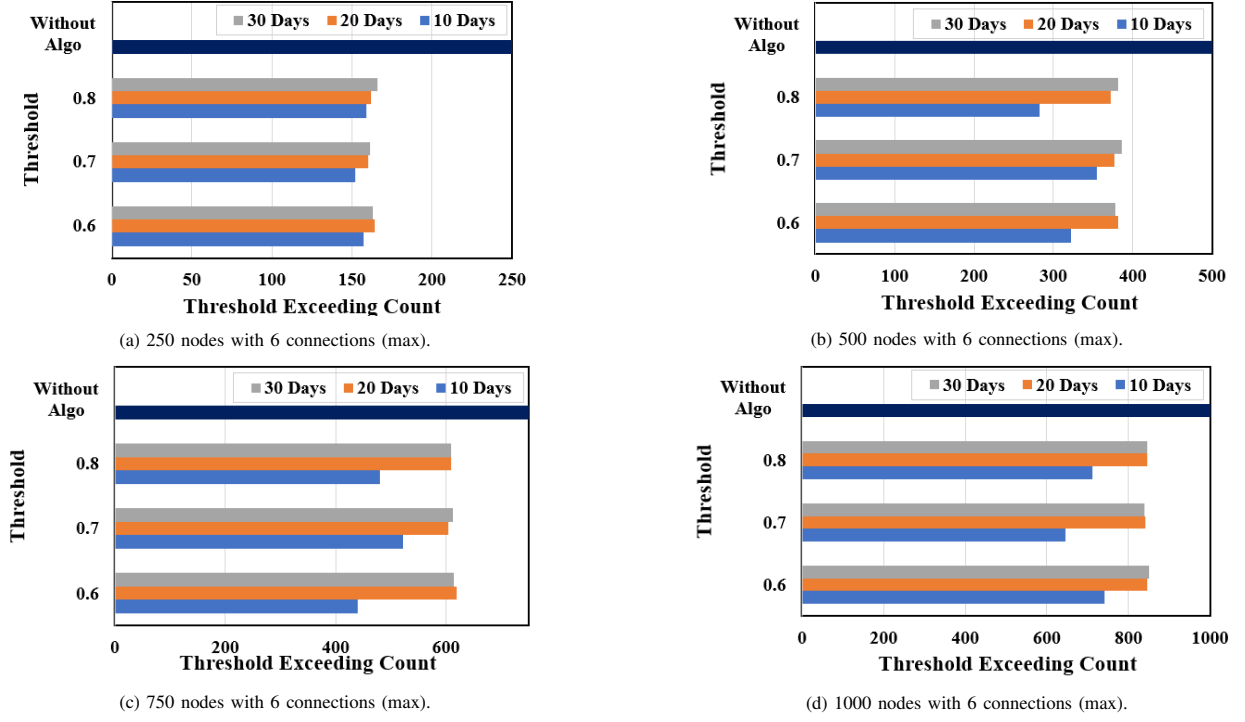 30 Days 20 Days 10 Days
Without
Algo
0.8
0.7
0.6
Threshold
0 50 100 150 200 250
Threshold Exceeding Count
(a) 250 nodes with 6 connections (max).
30 Days 20 Days 10 Days
Without
Algo
0.8
0.7
0.6
Threshold
0 100 200 300 400 500
Threshold Exceeding Count
(b) 500 nodes with 6 connections (max).
30 Days 20 Days 10 Days
Without
Algo
0.8
0.7
0.6
Threshold
0 200 400 600
Threshold Exceeding Count
(c) 750 nodes with 6 connections (max).
30 Days 20 Days 10 Days
Without
Algo
0.8
0.7
0.6
Threshold
0 200 400 600 800 1000
Threshold Exceeding Count
(d) 1000 nodes with 6 connections (max).